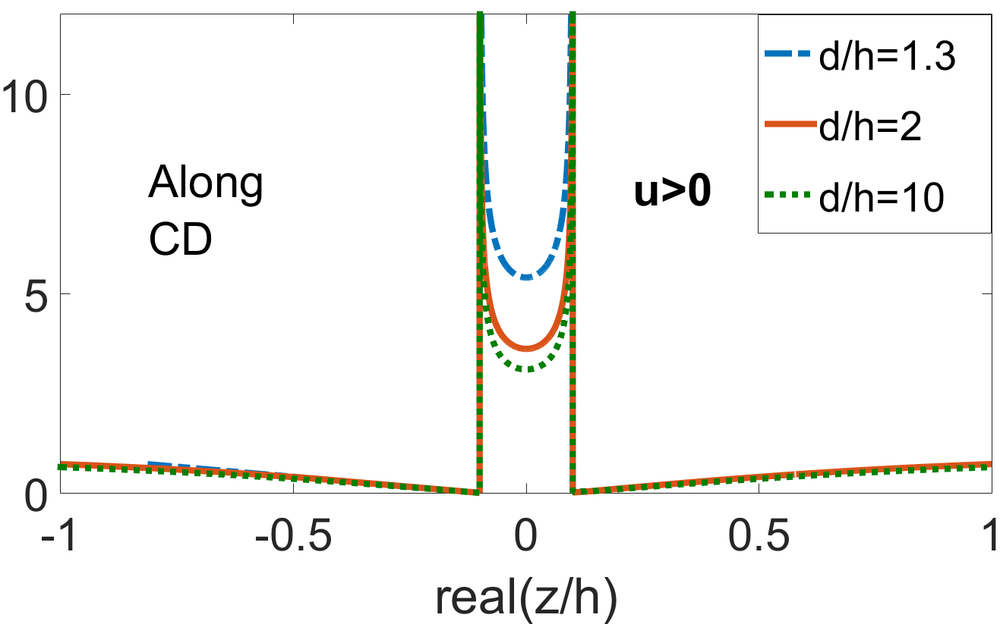 10
5
0
Along
CD
u>0
d/h=1.3
d/h=2
d/h=10
-1
-0.5
0
0.5
1
real(z/h)